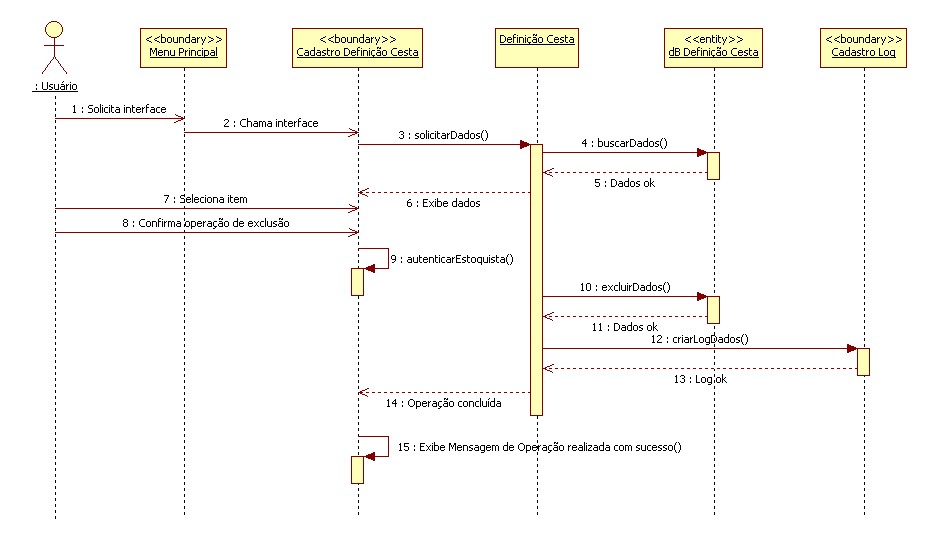 <<boundary>>
Menu Principal
<<boundary>>
Cadastro Definição Cesta
Definição Cesta
<<entity>>
dB Definição Cesta
<<boundary>>
Cadastro Log
: Usuário
1 : Solicita interface
2 : Chama interface
3 : solicitarDados()
4 : buscarDados()
5 : Dados ok
6 : Exibe dados
7 : Seleciona item
8 : Confirma operação de exclusão
9 : autenticarEstoquista()
10 : excluirDados()
11 : Dados ok
12 : criarLogDados()
13 : Log ok
14 : Operação concluída
15 : Exibe Mensagem de Operação realizada com sucesso()